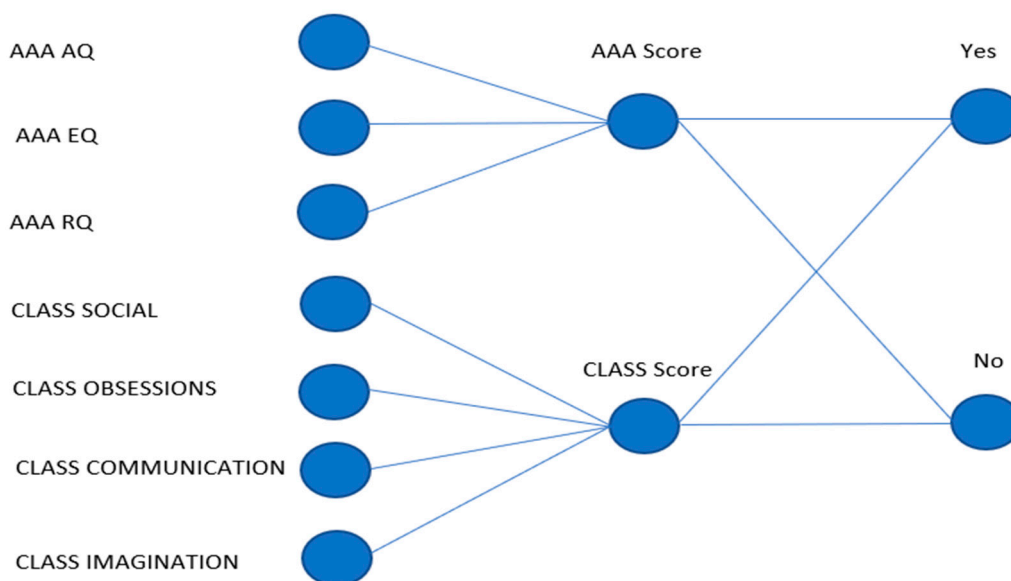 AAA AQ
AAA EQ
AAA RQ
CLASS SOCIAL
CLASS OBSESSIONS
CLASS COMMUNICATION
CLASS IMAGINATION
AAA Score
CLASS Score
Yes
No